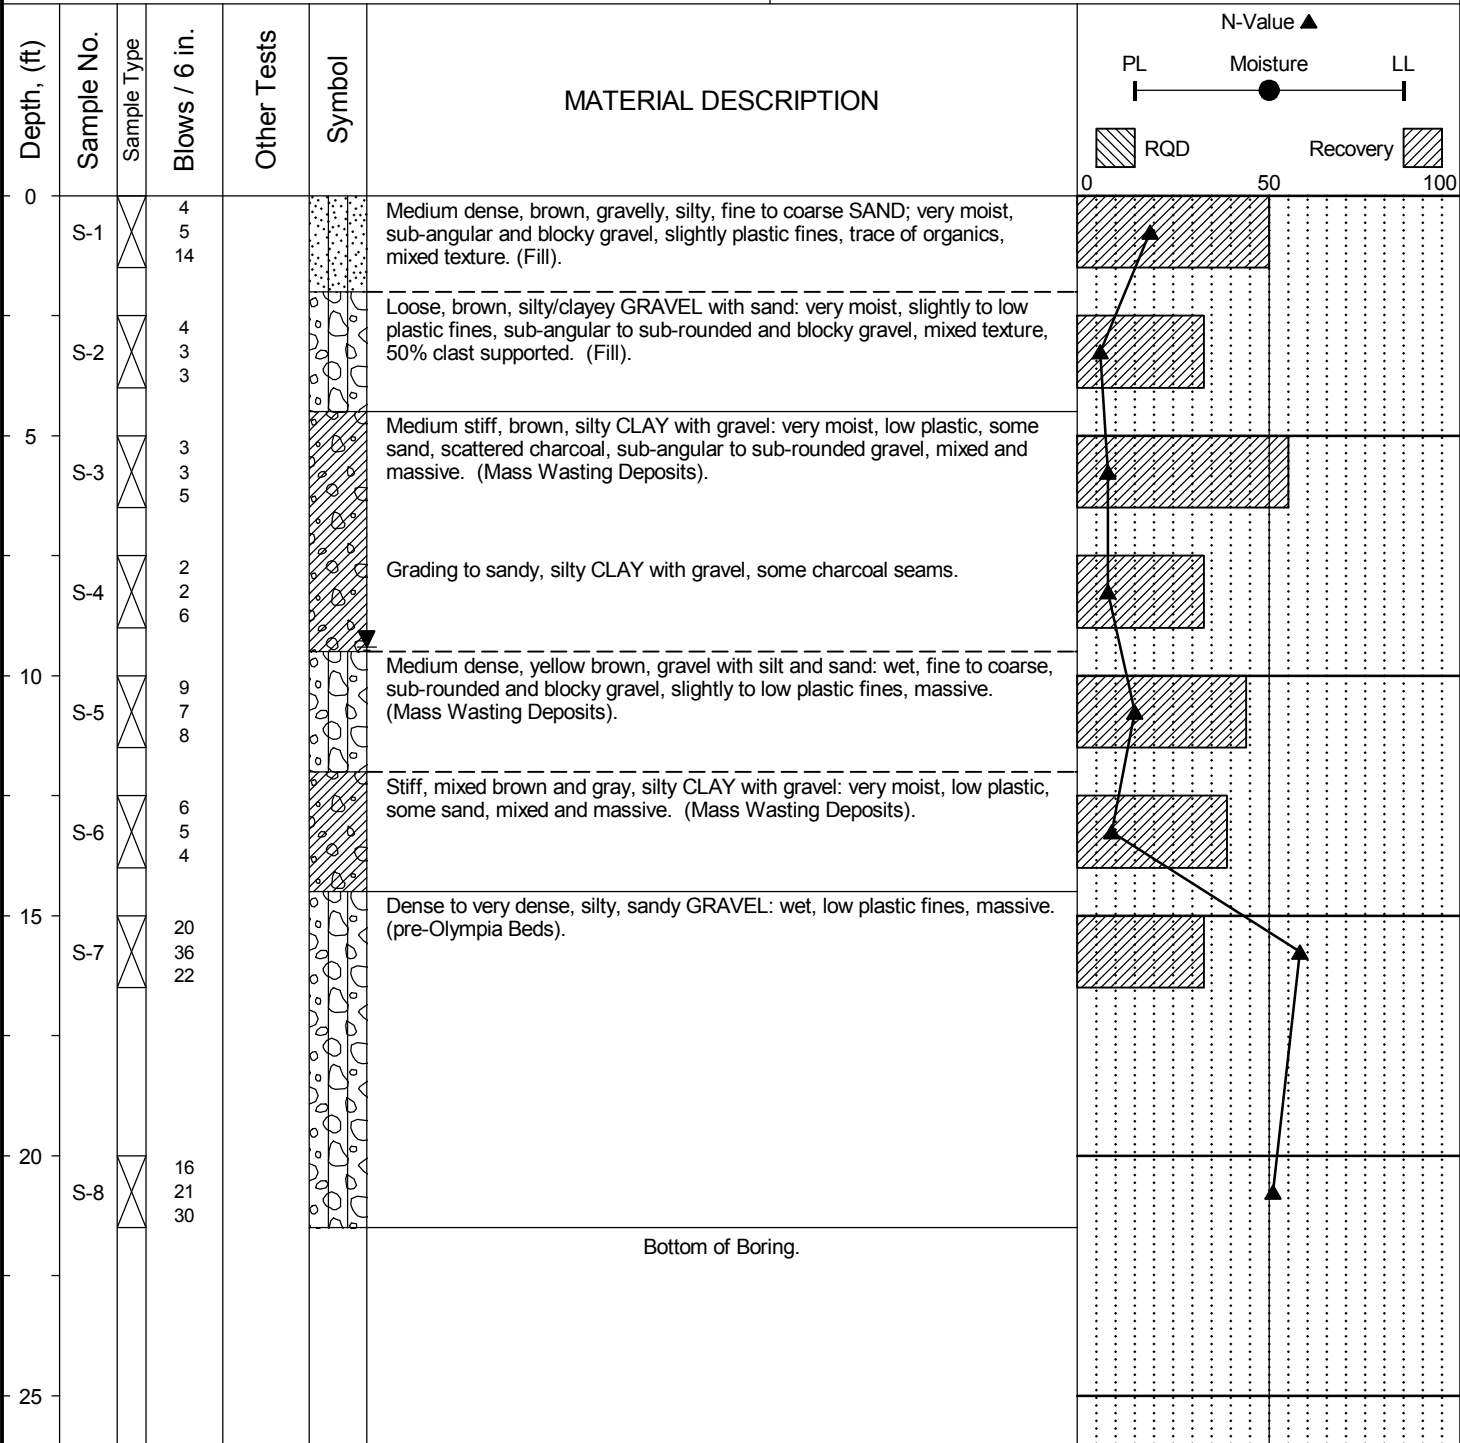 Depth, (ft)
Sample No.
Sample Type
Blows / 6 in.
Other Tests
Symbol
MATERIAL DESCRIPTION
N-Value
PL Moisture LL
RQD Recovery
0 50 100
0
S-1
4
5
14
Medium dense, brown, gravelly, silty, fine to coarse SAND; very moist,
sub-angular and blocky gravel, slightly plastic fines, trace of organics,
mixed texture. (Fill).
S-2
4
3
3
Loose, brown, silty/clayey GRAVEL with sand: very moist, slightly to low
plastic fines, sub-angular to sub-rounded and blocky gravel, mixed texture,
50% clast supported. (Fill).
5
S-3
3
3
5
Medium stiff, brown, silty CLAY with gravel: very moist, low plastic, some
sand, scattered charcoal, sub-angular to sub-rounded gravel, mixed and
massive. (Mass Wasting Deposits).
S-4
2
2
6
Grading to sandy, silty CLAY with gravel, some charcoal seams.
10
S-5
9
7
8
Medium dense, yellow brown, gravel with silt and sand: wet, fine to coarse,
sub-rounded and blocky gravel, slightly to low plastic fines, massive.
(Mass Wasting Deposits).
S-6
6
5
4
Stiff, mixed brown and gray, silty CLAY with gravel: very moist, low plastic,
some sand, mixed and massive. (Mass Wasting Deposits).
15
S-7
20
36
22
Dense to very dense, silty, sandy GRAVEL: wet, low plastic fines, massive.
(pre-Olympia Beds).
20
S-8
16
21
30
Bottom of Boring.
25